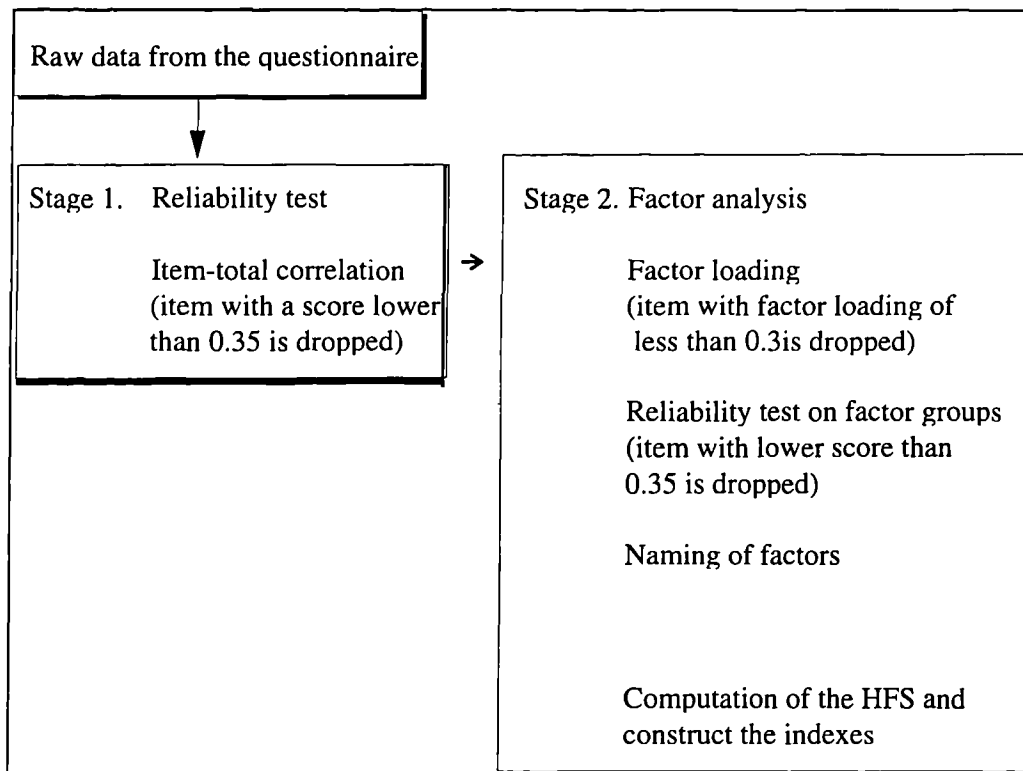 Raw data from the questionnaire
Stage 1. Reliability test
Item-total correlation
(item with a score lower
than 0.35 is dropped)
Stage 2. Factor analysis
Factor loading
(item with factor loading of
less than 0.3is dropped)
Reliability test on factor groups
(item with lower score than
0.35 is dropped)
Naming of factors
Computation of the HFS and
construct the indexes